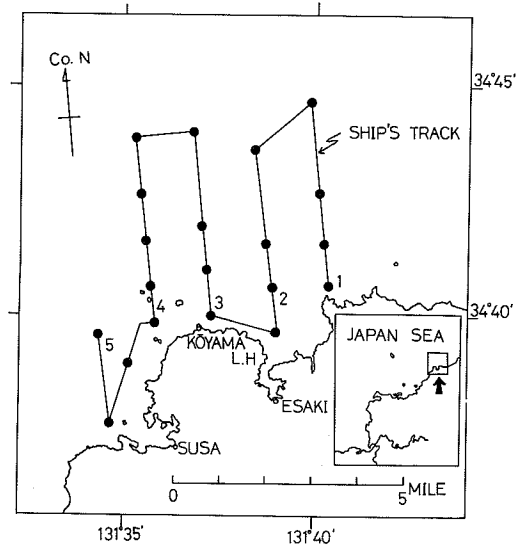 Co. N
34°45'
SHIP'S TRACK
1
2
3
4
5
34°40'
KŌYAMA
L.H
ESAKI
SUSA
JAPAN SEA
0
5
MILE
131°35'
131°40'